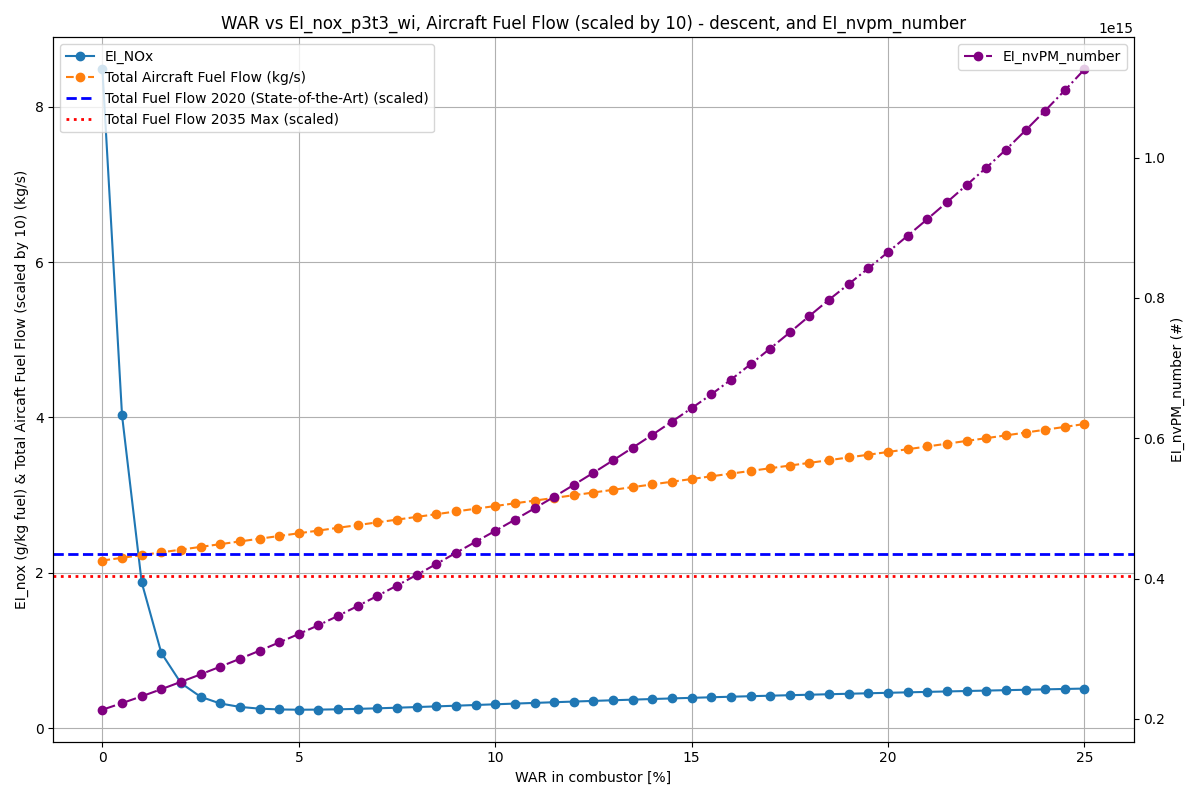 WAR vs EI_nox_p3t3_wi, Aircraft Fuel Flow (scaled by 10) - descent, and EI_nvpm_number
1e15
EI_NOx
Total Aircraft Fuel Flow (kg/s)
Total Fuel Flow 2020 (State-of-the-Art) (scaled)
Total Fuel Flow 2035 Max (scaled)
EI_nvPM_number
EI_nox (g/kg fuel) & Total Aircaft Fuel Flow (scaled by 10) (kg/s)
8
6
4
2
0
1.0
0.8
0.6
0.4
0.2
EI_nvPM_number (#)
0 5 10 15 20 25
WAR in combustor [%]